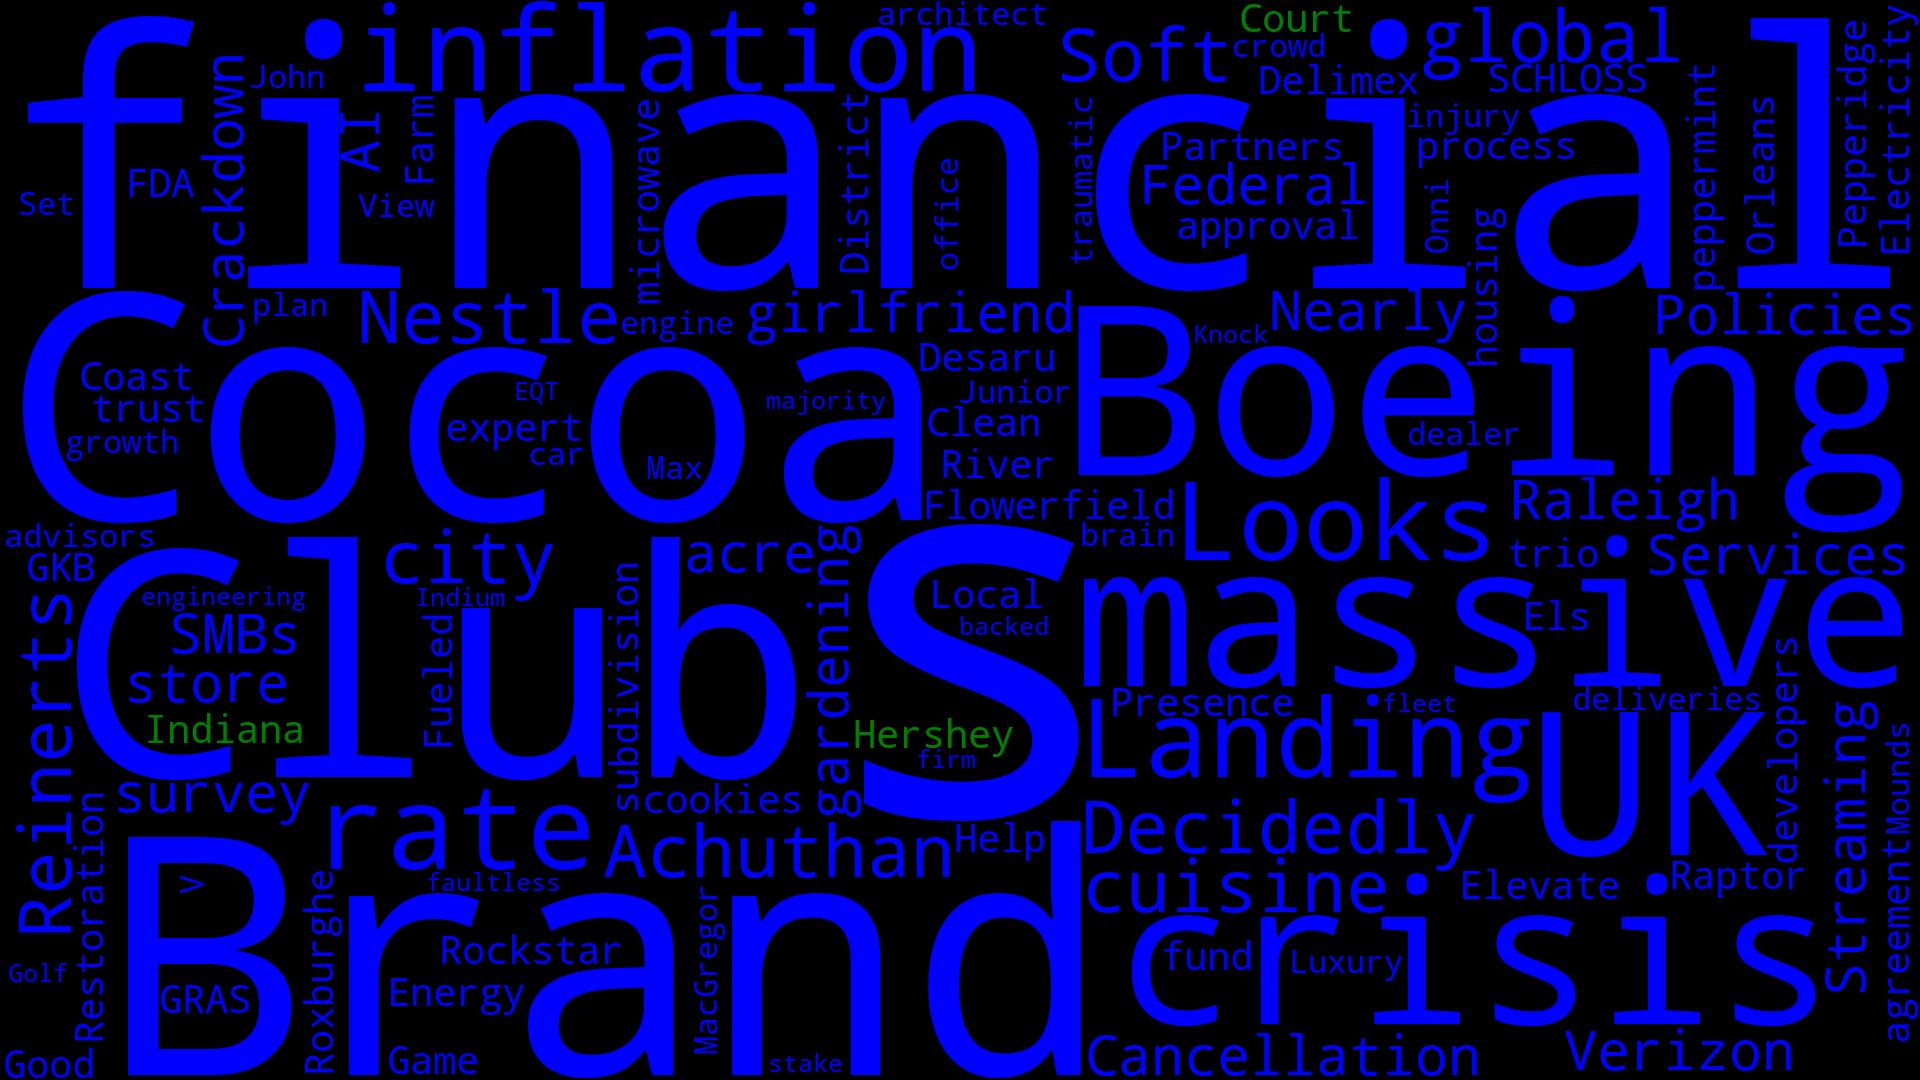 financial
inflation
architect
Court
crowd
Soft
global
Delimex
SCHLOSS
John
AI
Farm
Crackdown
FDA
Set
View
microwave
District
office
traumatic
Partners
Federal
approval
injury
process
Onni
housing
peppermint
Orleans
Pepperidge
Electricity
plan
Nestle
engine
girlfriend
Knock
Nearly
Policies
Cocoa
Boeing
Coast
trust
growth
EQT
expert
car
Max
majority
Desaru
Junior
Clean
River
Flowerfield
dealer
brain
Looks
Raleigh
trio
Services
advisors
GKB
engineering
city
acre
Indium
Club
S
massive
Els
SMBs
store
Indiana
Fueled
subdivision
gardening
Local
backed
Hershey
firm
Presence
fleet
deliveries
Landing
UK
developers
Streaming
Mounds
Reinerts
survey
rate
cookies
Achuthan
Help
Decidedly
cuisine
Elevate
Raptor
Restoration
Brand
V
faultless
Roxburghe
Rockstar
Energy
MacGregor
crisis
fund
Luxury
agreement
Golf
GRAS
Good
Game
stake
Cancellation
Verizon